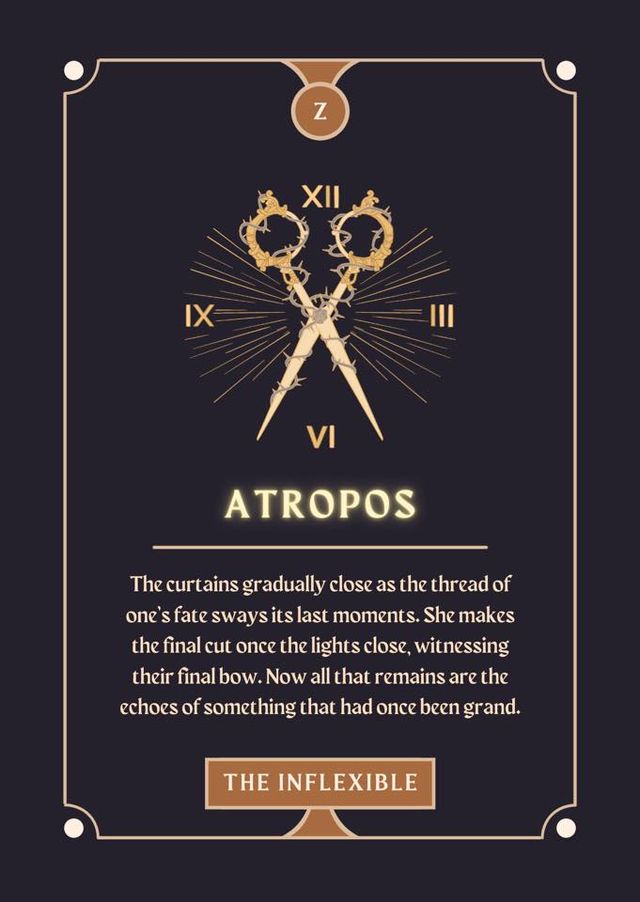 Z
XII
IX
III
VI
ATROPOS
The curtains gradually close as the thread of
one's fate sways its last moments. She makes
the final cut once the lights close, witnessing
their final bow. Now all that remains are the
echoes of something that had once been grand.
THE INFLEXIBLE